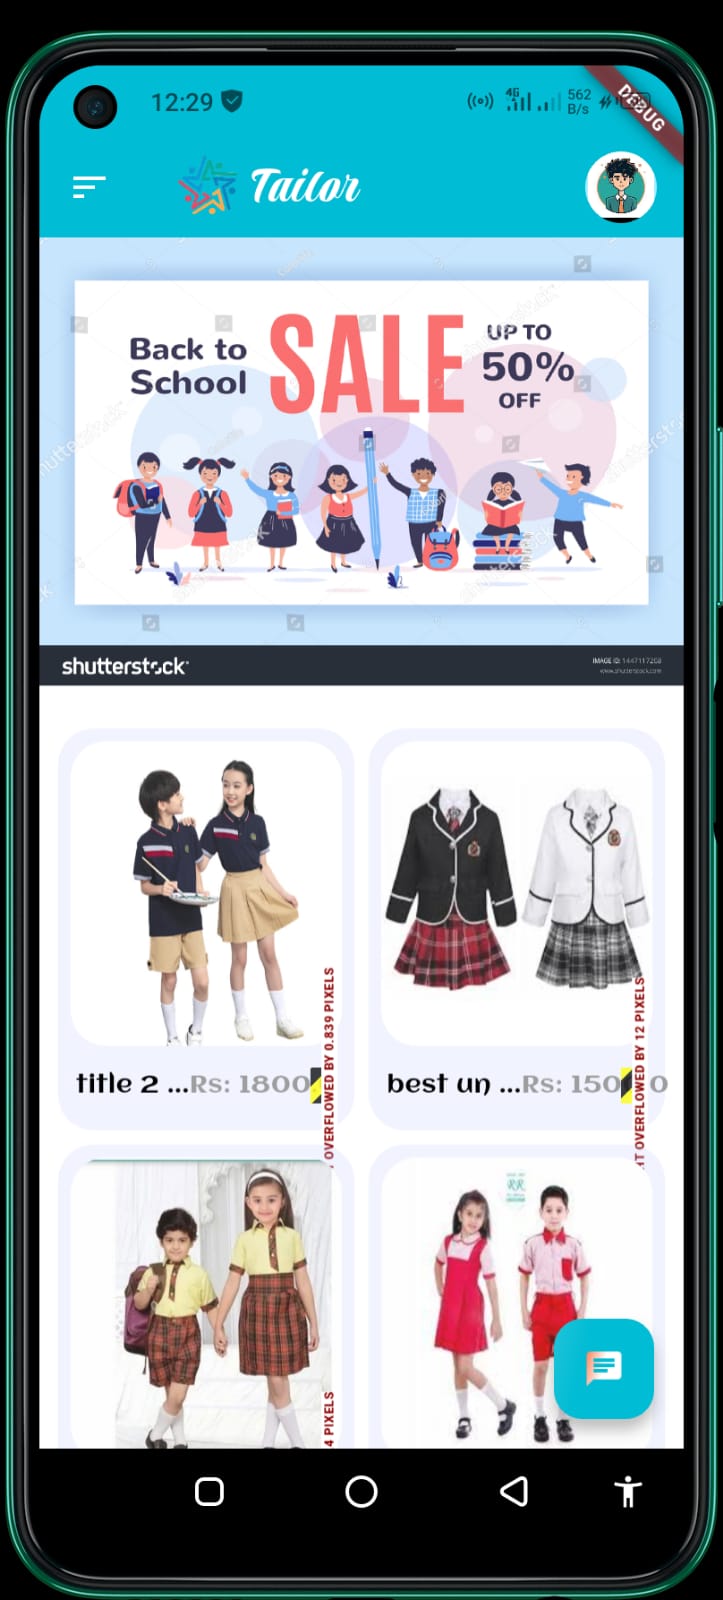 12:29
4G
562
B/s
DEBUG
Tailor
Back to
School
SALE
UP TO
50%
OFF
shutterstock
IMAGE ID: 1447117208
www.shutterstock.com
title 2 ...Rs: 1800
OVERFLOWED BY 0.839 PIXELS
best un ...Rs: 150 0
OVERFLOWED BY 12 PIXELS
RR
4 PIXELS